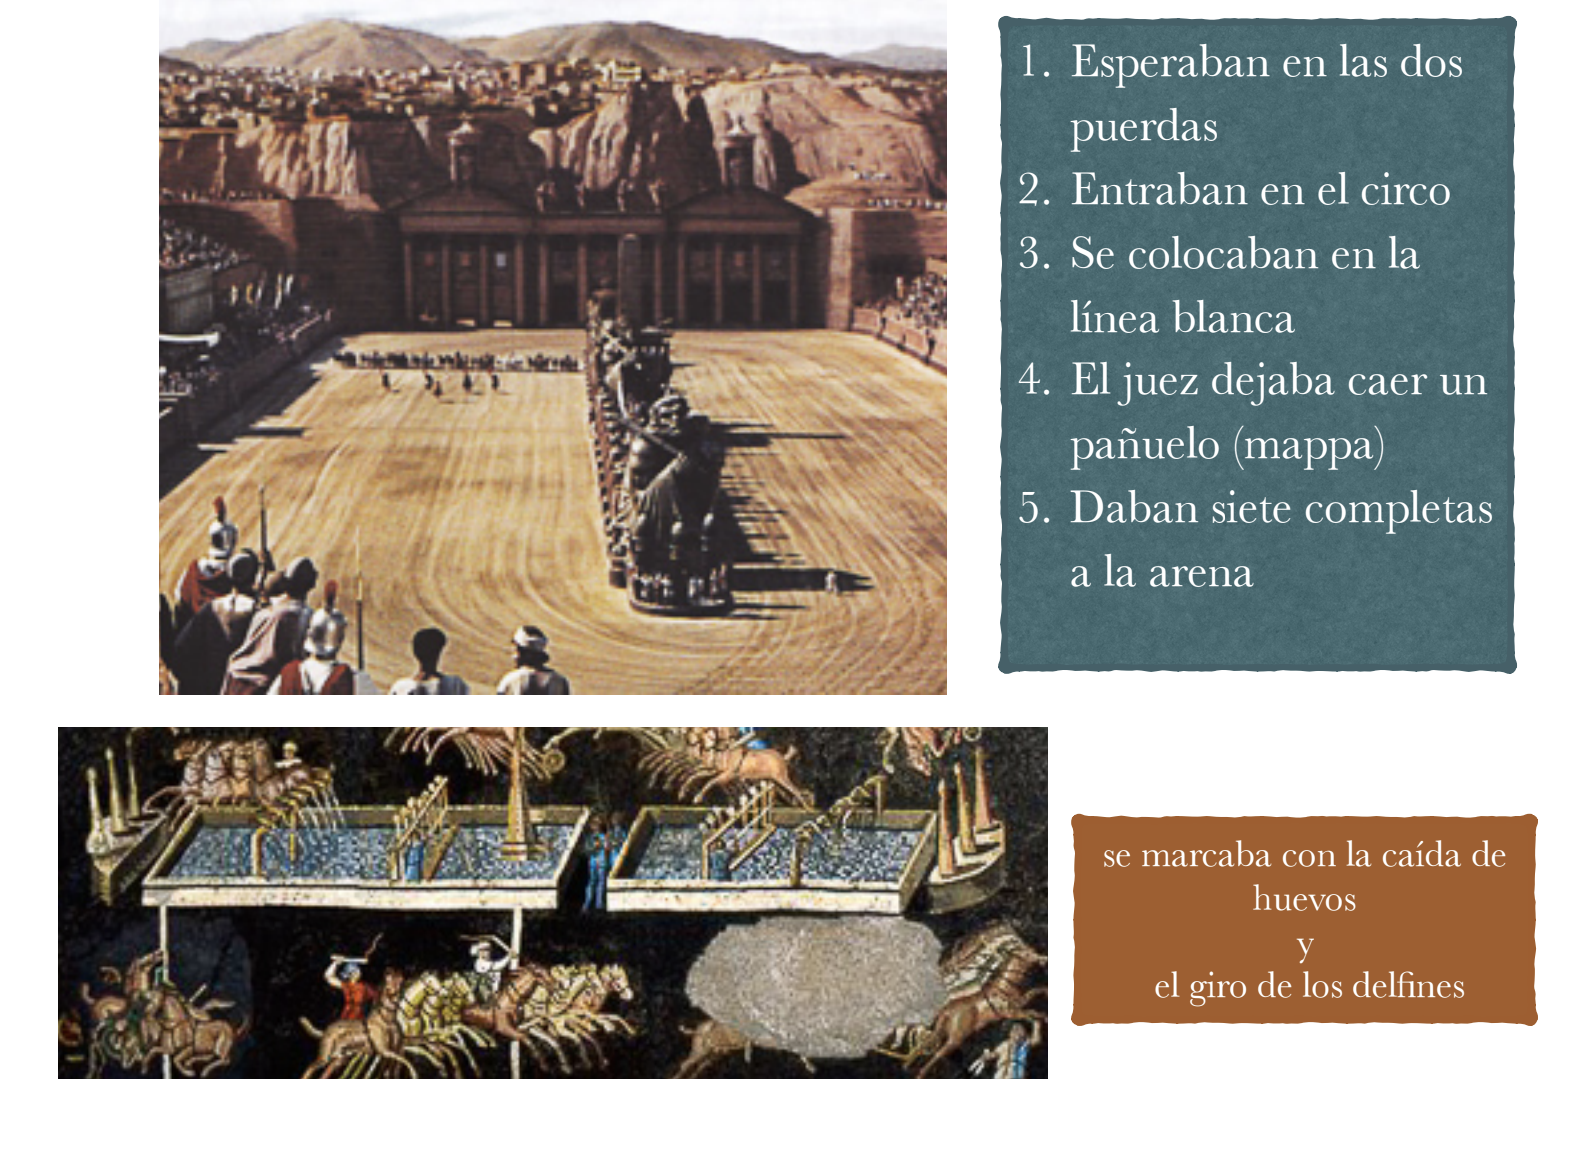 1. Esperaban en las dos
puerdas
2. Entraban en el circo
3. Se colocaban en la
línea blanca
4. El juez dejaba caer un
pañuelo (mappa)
5. Daban siete completas
a la arena
se marcaba con la caída de
huevos
y
el giro de los delfines